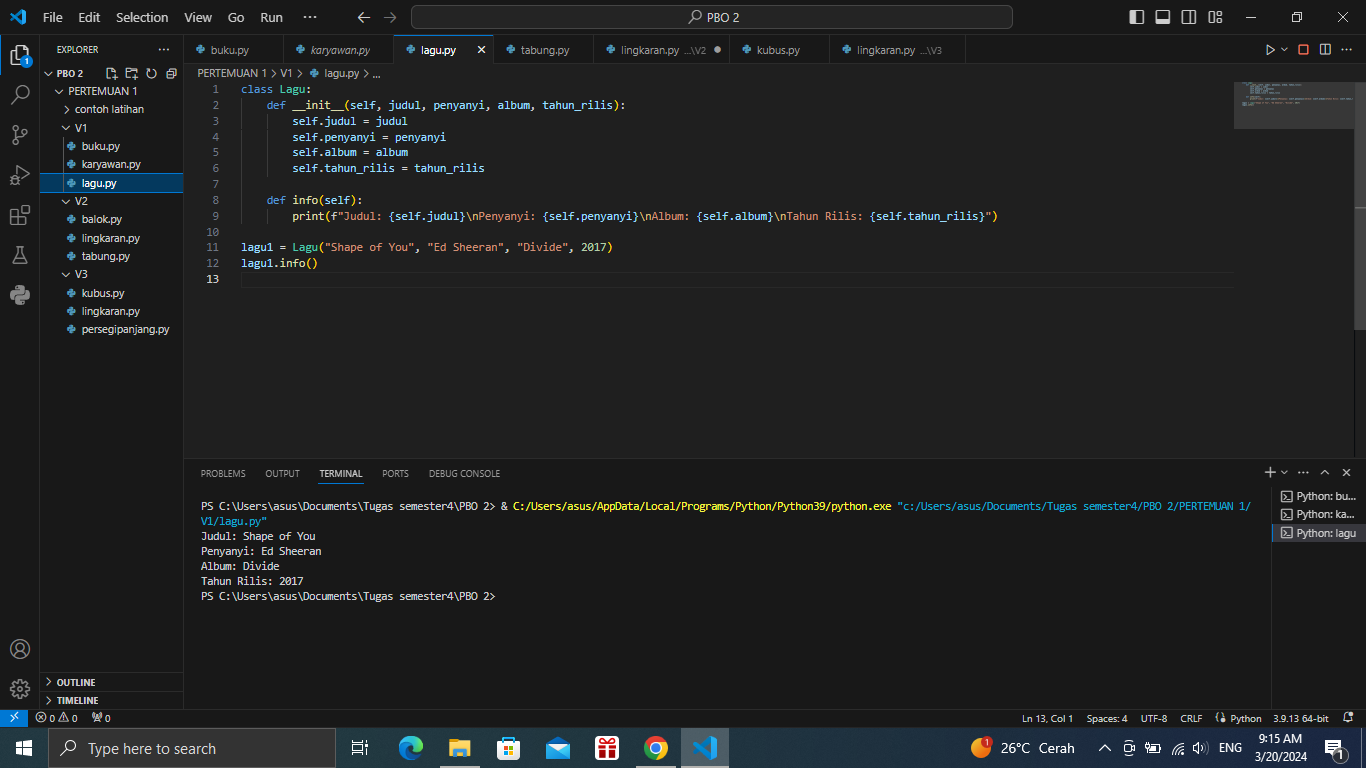 File Edit Selection View Go Run ··· PBO 2
EXPLORER ···
PBO 2
PERTEMUAN 1
contoh latihan
V1
buku.py
karyawan.py
lagu.py
V2
balok.py
lingkaran.py
tabung.py
V3
kubus.py
lingkaran.py
persegipanjang.py
OUTLINE
TIMELINE
buku.py karyawan.py lagu.py tabung.py lingkaran.py ...\V2 kubus.py lingkaran.py ...\V3
PERTEMUAN 1 > V1 > lagu.py > ...
1 class Lagu:
2     def __init__(self, judul, penyanyi, album, tahun_rilis):
3         self.judul = judul
4         self.penyanyi = penyanyi
5         self.album = album
6         self.tahun_rilis = tahun_rilis
7
8     def info(self):
9         print(f"Judul: {self.judul}\nPenyanyi: {self.penyanyi}\nAlbum: {self.album}\nTahun Rilis: {self.tahun_rilis}")
10
11 lagu1 = Lagu("Shape of You", "Ed Sheeran", "Divide", 2017)
12 lagu1.info()
13
PROBLEMS OUTPUT TERMINAL PORTS DEBUG CONSOLE
PS C:\Users\asus\Documents\Tugas semester4\PBO 2> & C:/Users/asus/AppData/Local/Programs/Python/Python39/python.exe "c:/Users/asus/Documents/Tugas semester4/PBO 2/PERTEMUAN 1/
V1/lagu.py"
Judul: Shape of You
Penyanyi: Ed Sheeran
Album: Divide
Tahun Rilis: 2017
PS C:\Users\asus\Documents\Tugas semester4\PBO 2>
Python: bu...
Python: ka...
Python: lagu
0 0 0 Ln 13, Col 1 Spaces: 4 UTF-8 CRLF Python 3.9.13 64-bit
Type here to search
26°C Cerah
ENG
9:15 AM
3/20/2024
1